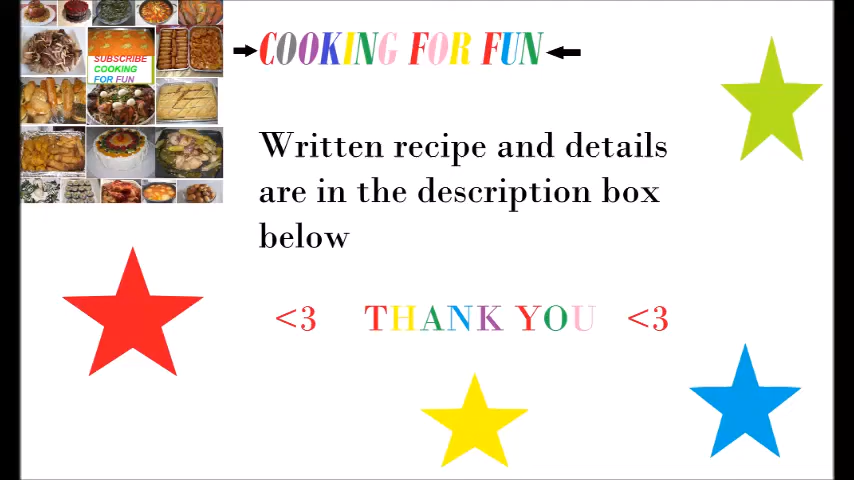 COOKING FOR FUN
SUBSCRIBE
COOKING
FOR FUN
Written recipe and details
are in the description box
below
<3 THANK YOU <3